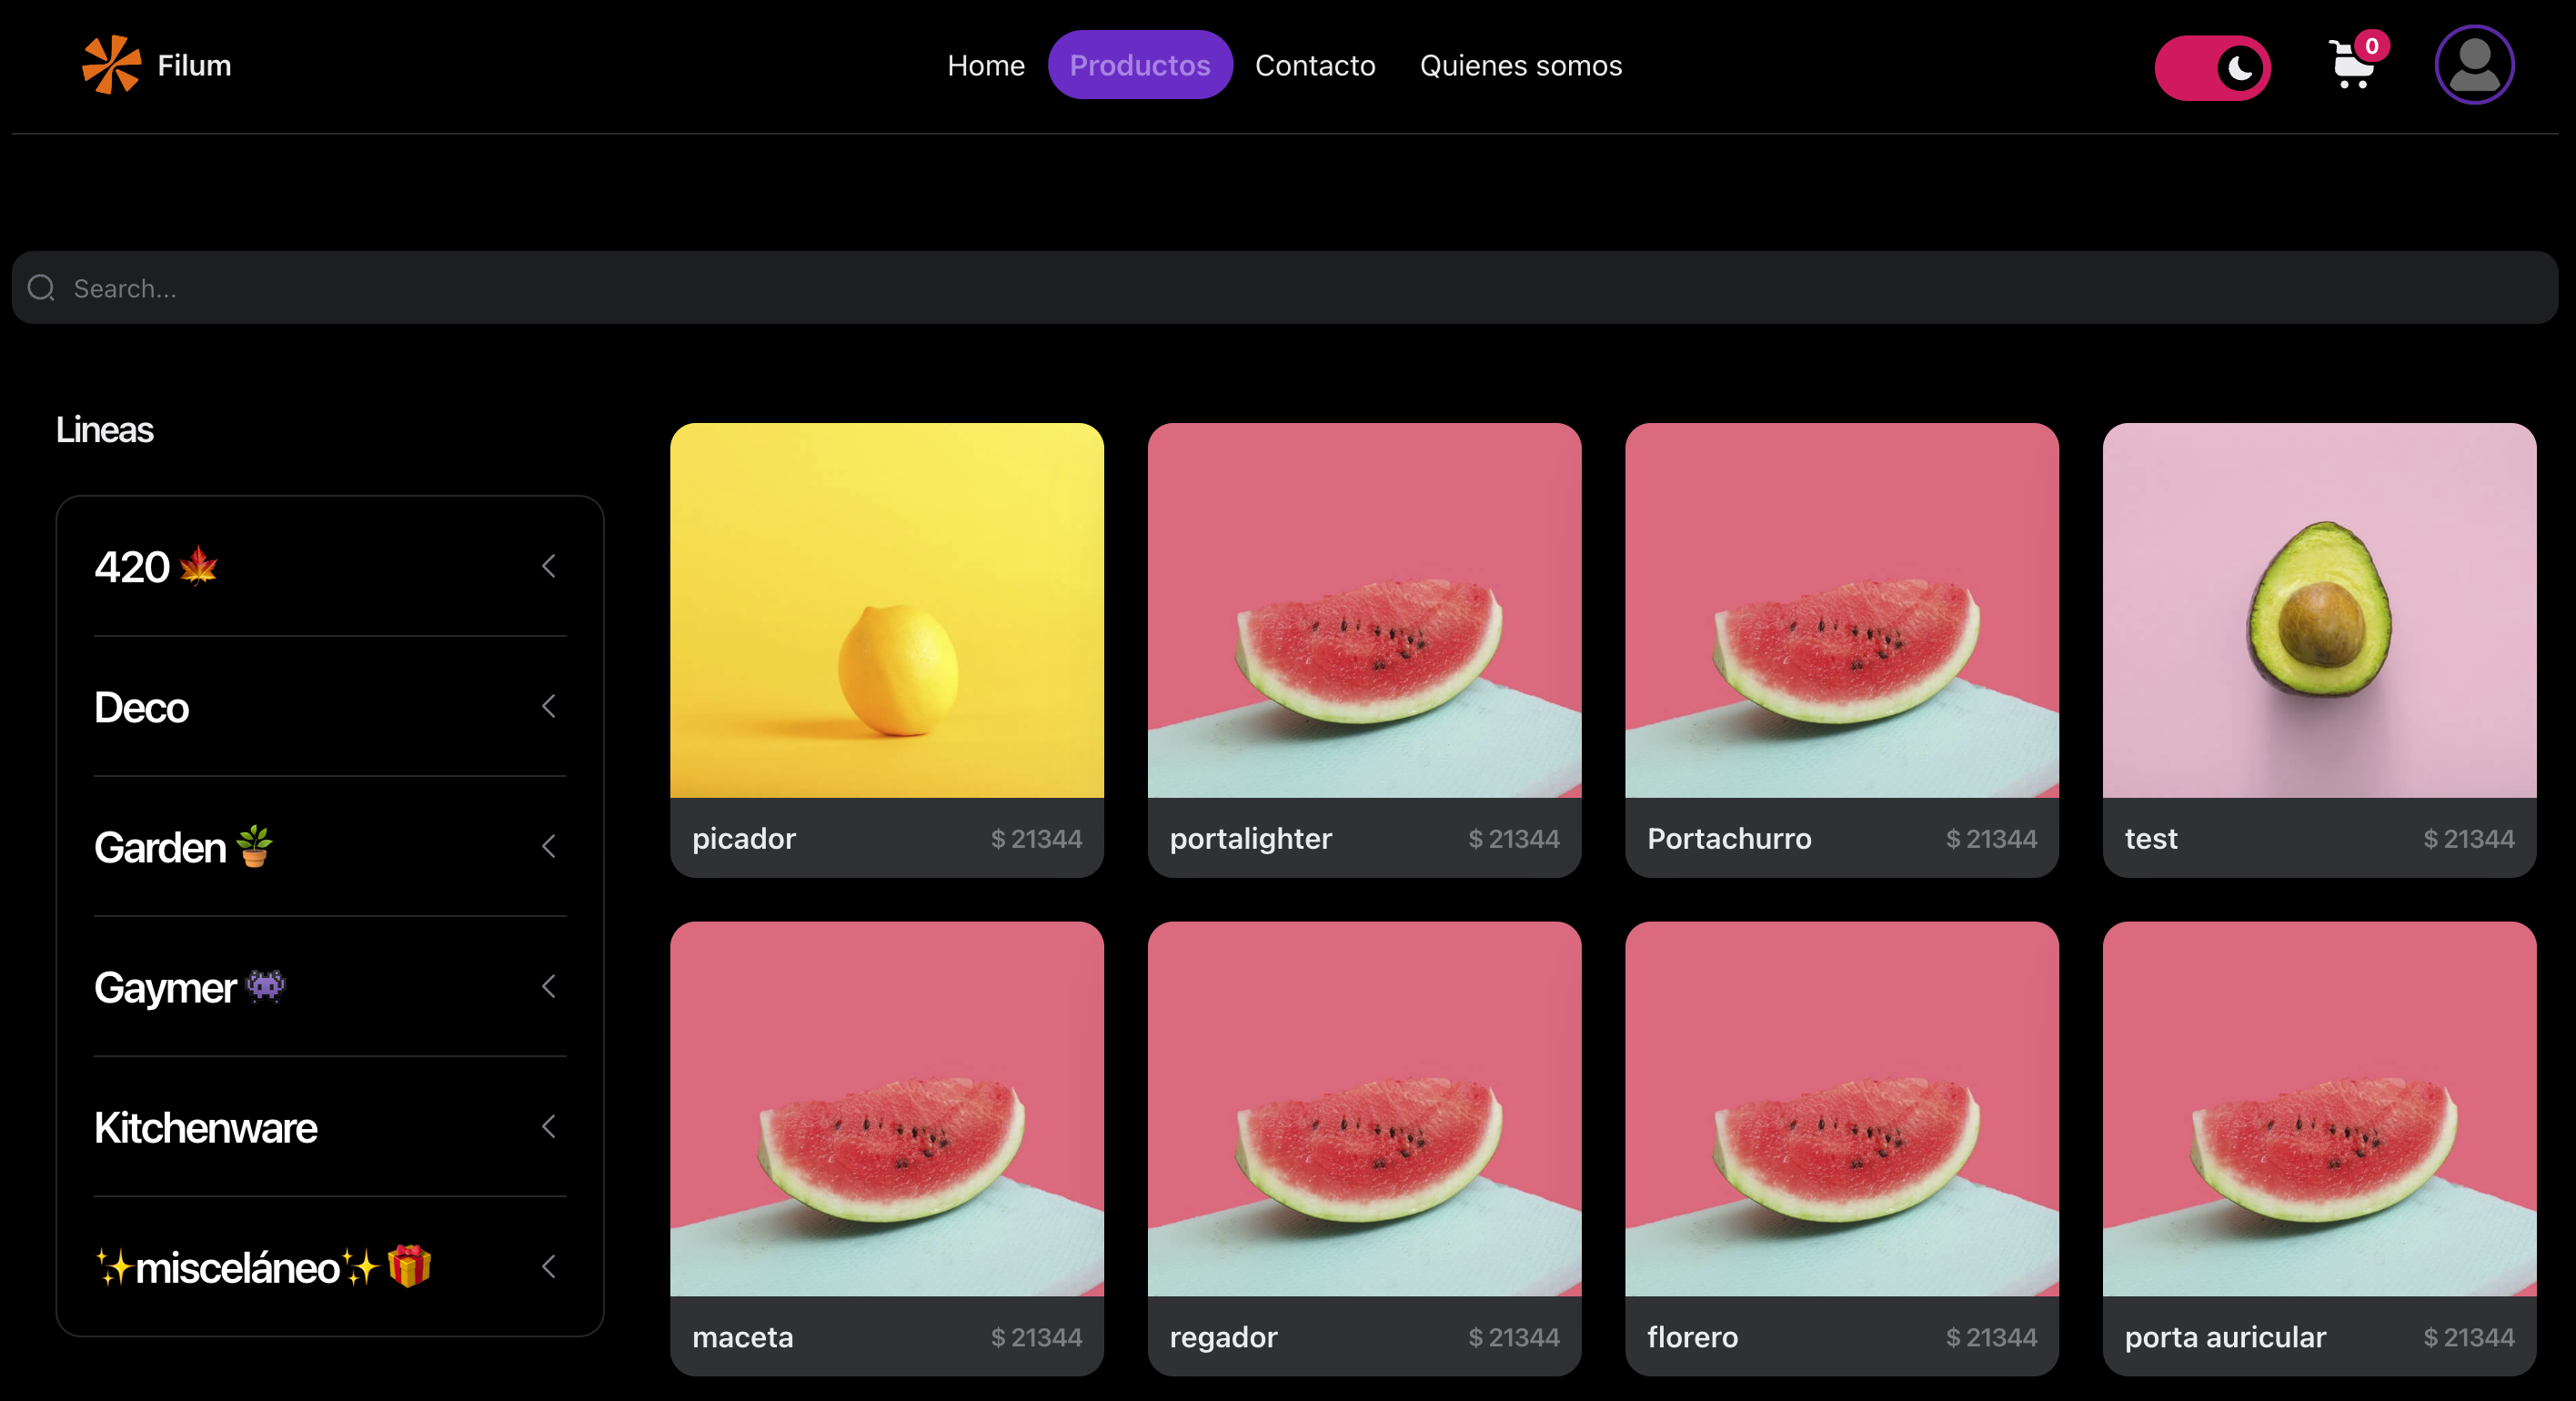 Filum
Home Productos Contacto Quienes somos
0
Search...
Lineas
420 🍁
Deco
Garden 🪴
Gaymer 👾
Kitchenware
✨misceláneo✨🎁
picador $ 21344
portalighter $ 21344
Portachurro $ 21344
test $ 21344
maceta $ 21344
regador $ 21344
florero $ 21344
porta auricular $ 21344